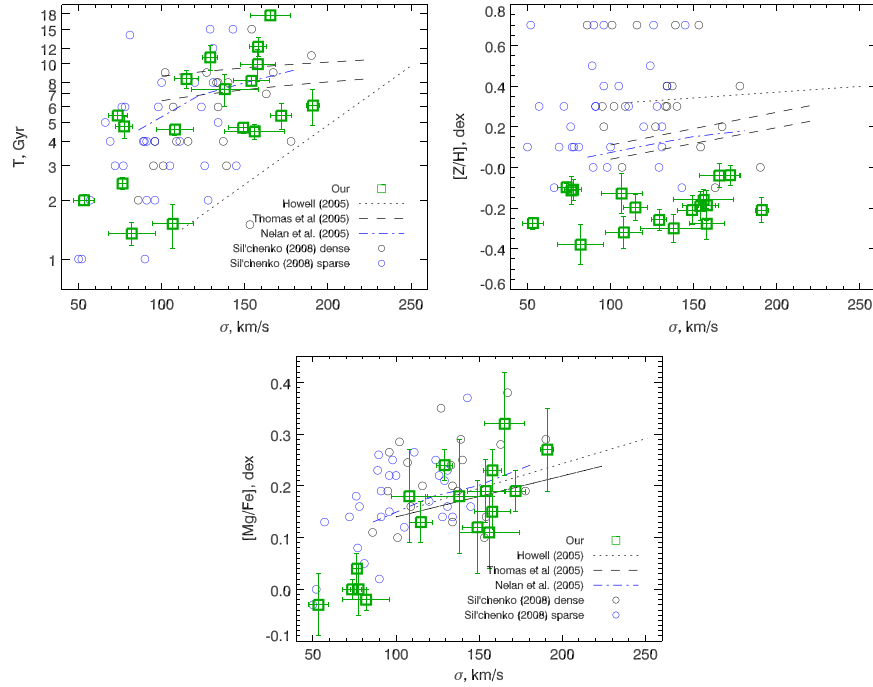 18
15
12
10
8
7
6
5
4
3
2
1
T, Gyr
50
100
150
200
250
σ, km/s
Our
Howell (2005)
Thomas et al (2005)
Nelan et al. (2005)
Sil'chenko (2008) dense
Sil'chenko (2008) sparse
0.8
0.4
0.2
-0.0
-0.2
-0.4
-0.6
[Z/H], dex
50
100
150
200
250
σ, km/s
0.4
0.3
0.2
0.1
0.0
-0.1
[Mg/Fe], dex
50
100
150
200
250
σ, km/s
Our
Howell (2005)
Thomas et al (2005)
Nelan et al. (2005)
Sil'chenko (2008) dense
Sil'chenko (2008) sparse